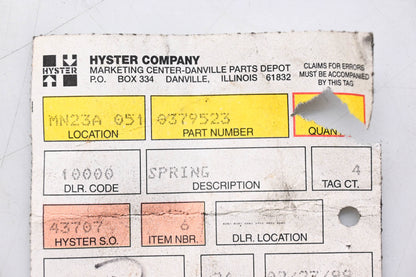 HYSTER COMPANY
MARKETING CENTER-DANVILLE PARTS DEPOT
P.O. BOX 334 DANVILLE, ILLINOIS 61832
HYSTER
CLAIMS FOR ERRORS
MUST BE ACCOMPANIED
BY THIS TAG
MN23A 051 0379523
LOCATION PART NUMBER QUAN
10000 SPRING 4
DLR. CODE DESCRIPTION TAG CT.
43707 6
HYSTER S.O. ITEM NBR. DLR. LOCATION